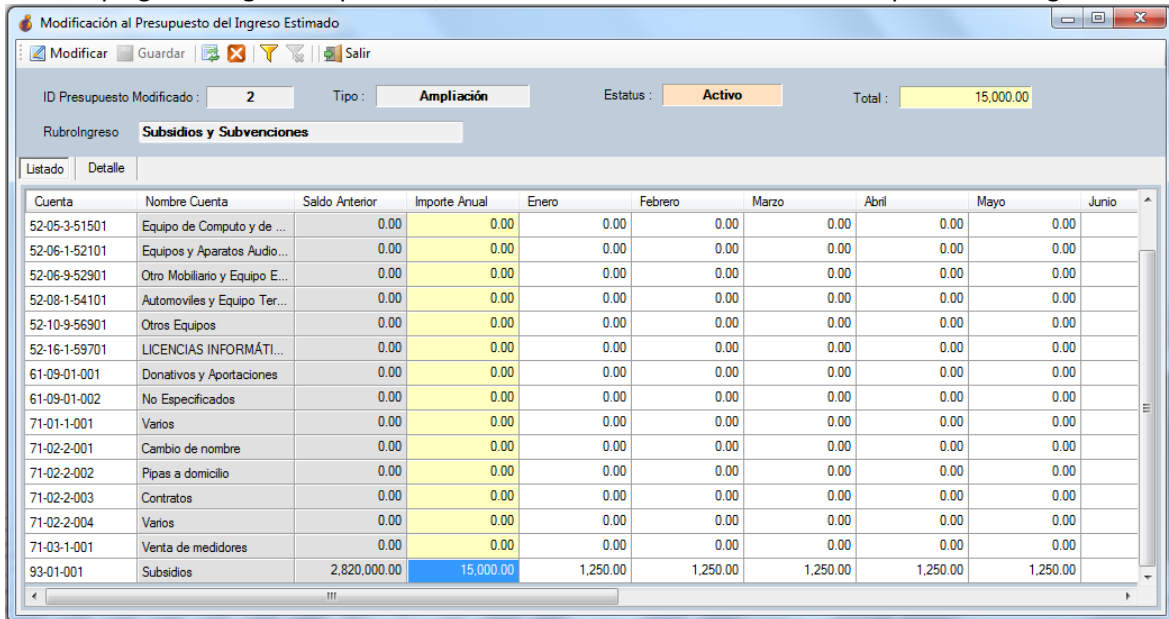 Modificación al Presupuesto del Ingreso Estimado
Modificar Guardar Salir
ID Presupuesto Modificado : 2 Tipo : Ampliación Estatus : Activo Total : 15,000.00
RubroIngreso Subsidios y Subvenciones
Listado Detalle
Cuenta Nombre Cuenta Saldo Anterior Importe Anual Enero Febrero Marzo Abril Mayo Junio
52-05-3-51501 Equipo de Computo y de ... 0.00 0.00 0.00 0.00 0.00 0.00 0.00
52-06-1-52101 Equipos y Aparatos Audio... 0.00 0.00 0.00 0.00 0.00 0.00 0.00
52-06-9-52901 Otro Mobiliario y Equipo E... 0.00 0.00 0.00 0.00 0.00 0.00 0.00
52-08-1-54101 Automoviles y Equipo Ter... 0.00 0.00 0.00 0.00 0.00 0.00 0.00
52-10-9-56901 Otros Equipos 0.00 0.00 0.00 0.00 0.00 0.00 0.00
52-16-1-59701 LICENCIAS INFORMÁTI... 0.00 0.00 0.00 0.00 0.00 0.00 0.00
61-09-01-001 Donativos y Aportaciones 0.00 0.00 0.00 0.00 0.00 0.00 0.00
61-09-01-002 No Especificados 0.00 0.00 0.00 0.00 0.00 0.00 0.00
71-01-1-001 Varios 0.00 0.00 0.00 0.00 0.00 0.00 0.00
71-02-2-001 Cambio de nombre 0.00 0.00 0.00 0.00 0.00 0.00 0.00
71-02-2-002 Pipas a domicilio 0.00 0.00 0.00 0.00 0.00 0.00 0.00
71-02-2-003 Contratos 0.00 0.00 0.00 0.00 0.00 0.00 0.00
71-02-2-004 Varios 0.00 0.00 0.00 0.00 0.00 0.00 0.00
71-03-1-001 Venta de medidores 0.00 0.00 0.00 0.00 0.00 0.00 0.00
93-01-001 Subsidios 2,820,000.00 15,000.00 1,250.00 1,250.00 1,250.00 1,250.00 1,250.00